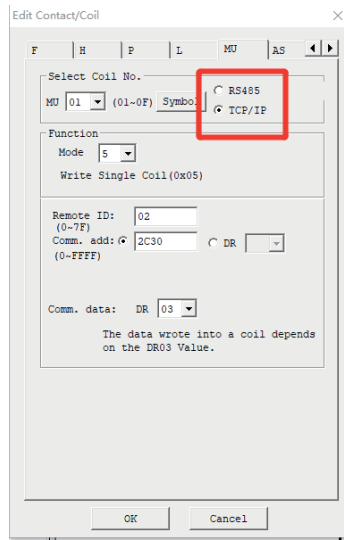 Edit Contact/Coil
F H P L MU AS
Select Coil No.
RS485
MU 01 (01~0F) Symbol
TCP/IP
Function
Mode 5
Write Single Coil(0x05)
Remote ID: 02
(0~7F)
Comm. add: 2C30 DR
(0~FFFF)
Comm. data: DR 03
The data wrote into a coil depends
on the DR03 Value.
OK Cancel